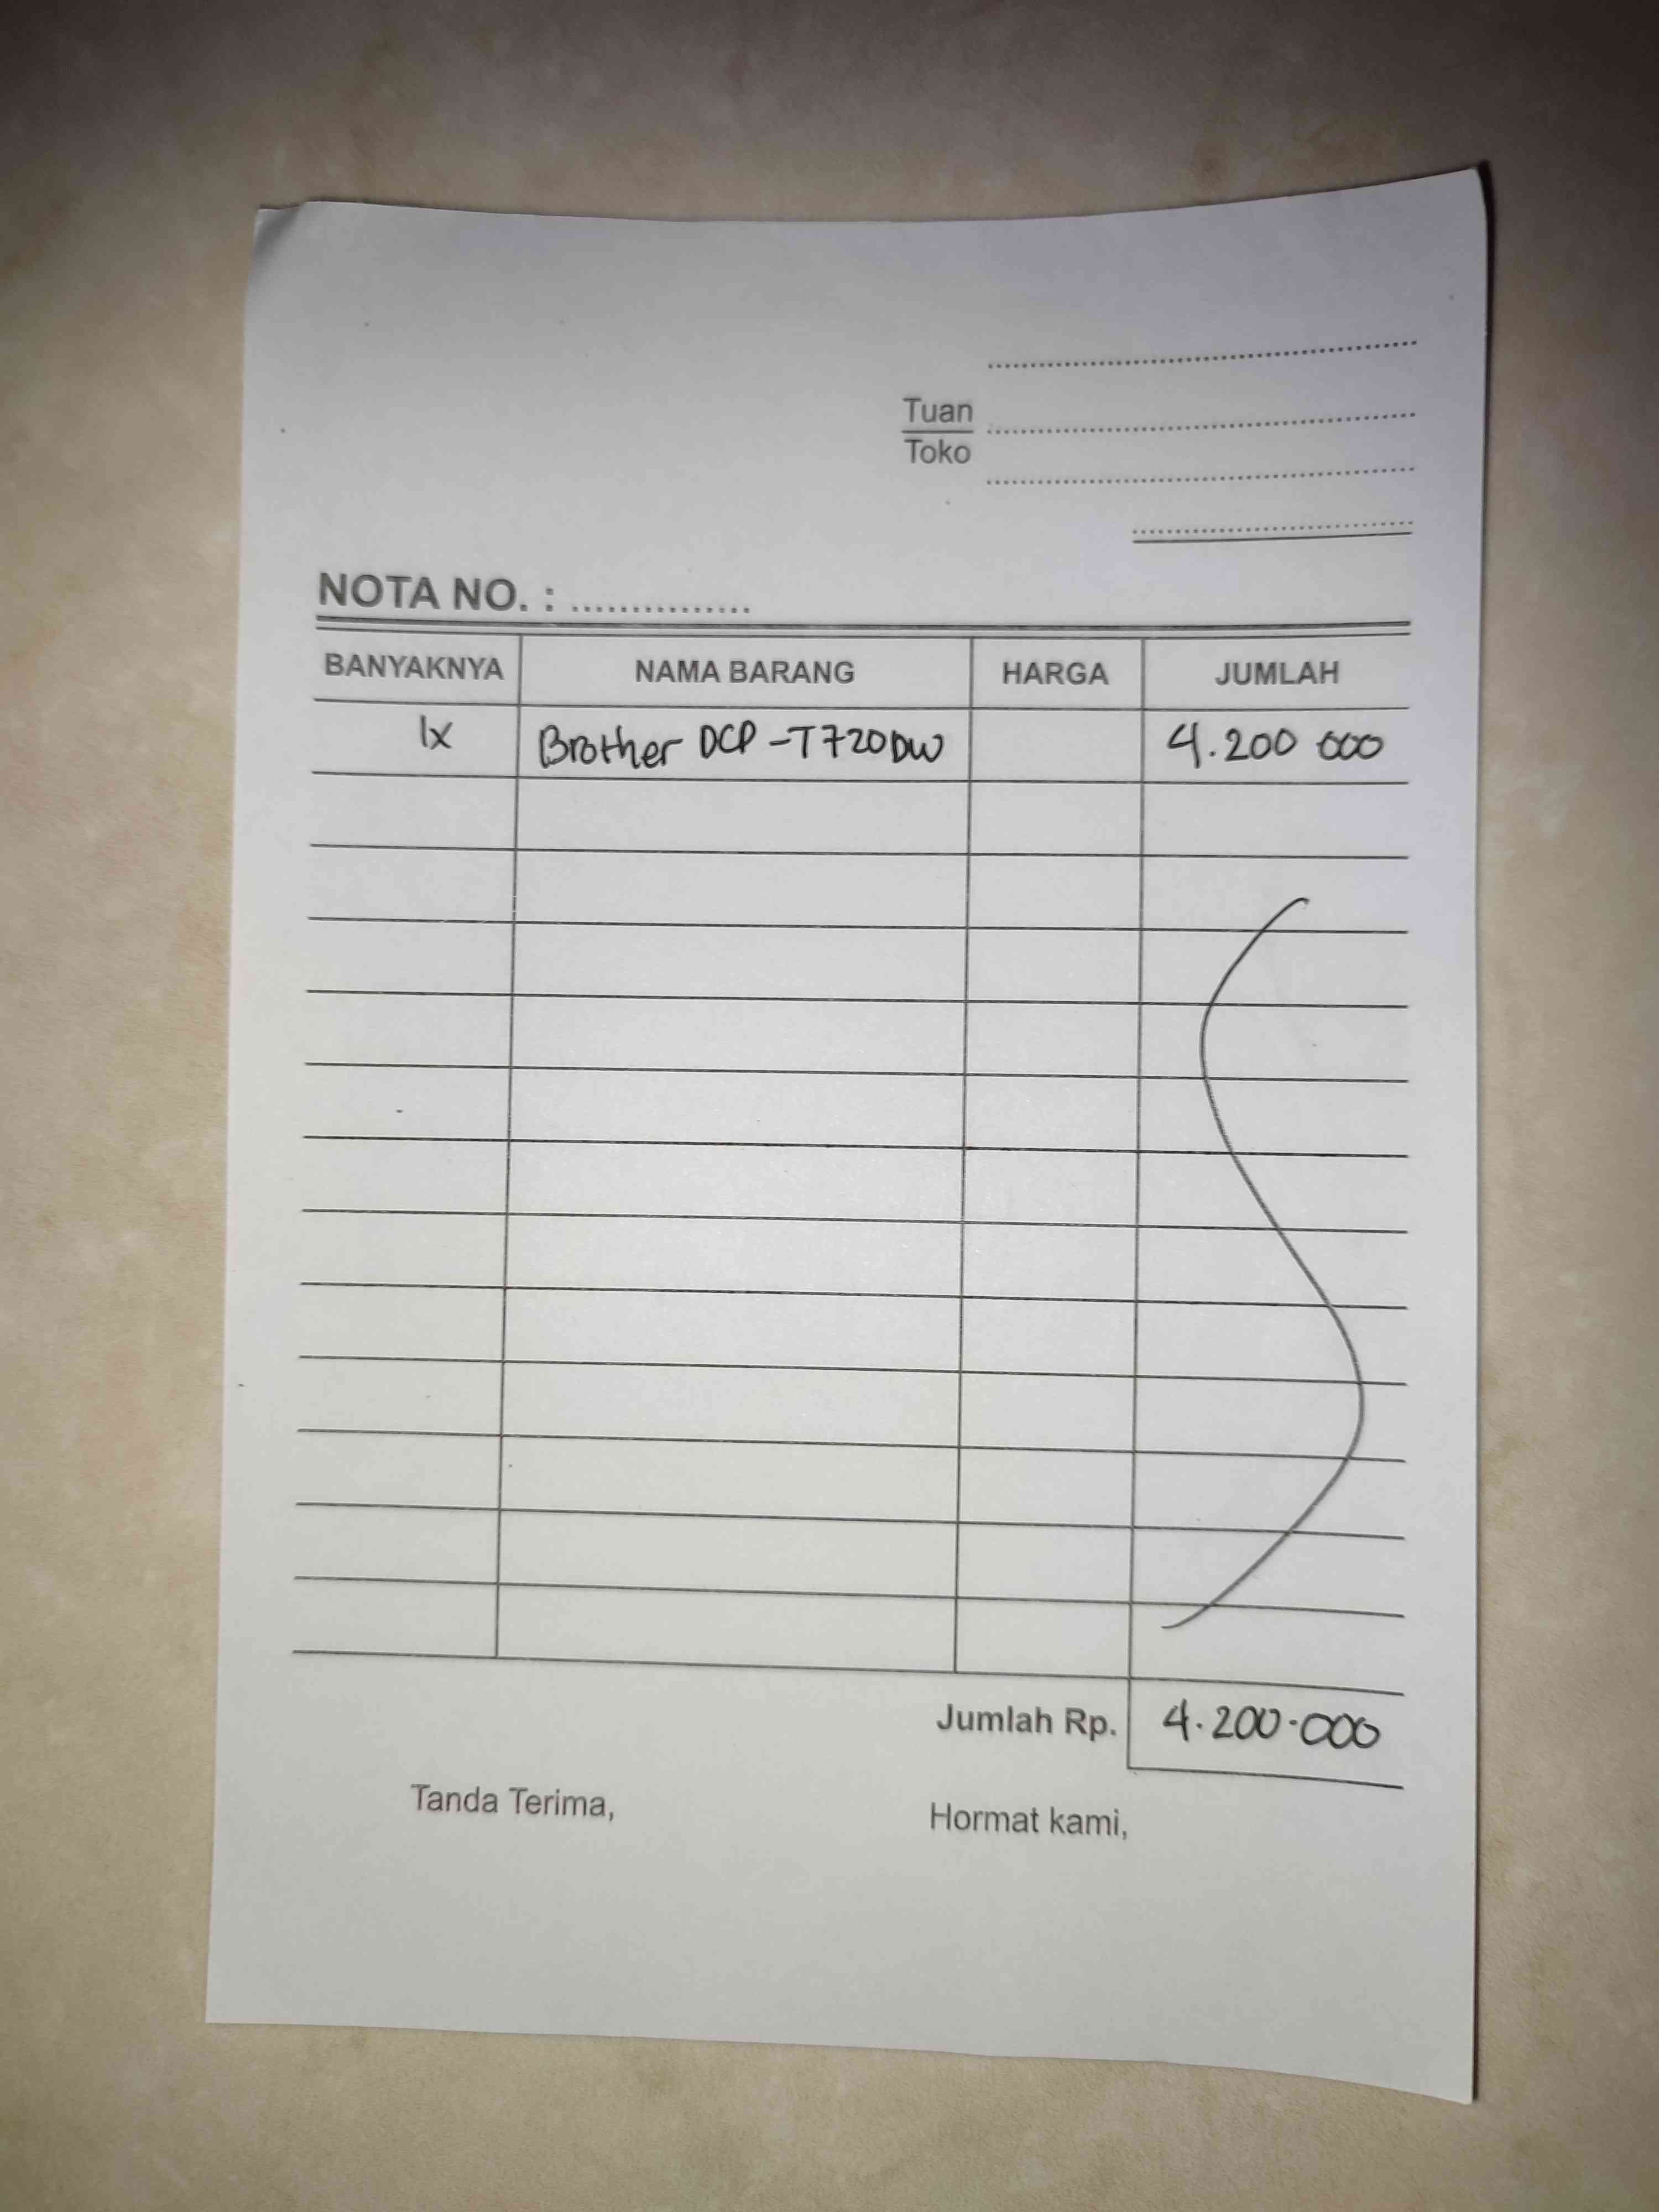 Tuan
Toko
NOTA NO. : ...............
BANYAKNYA NAMA BARANG HARGA JUMLAH
1x Brother DCP-T720DW 4.200 000
Jumlah Rp. 4.200.000
Tanda Terima, Hormat kami,